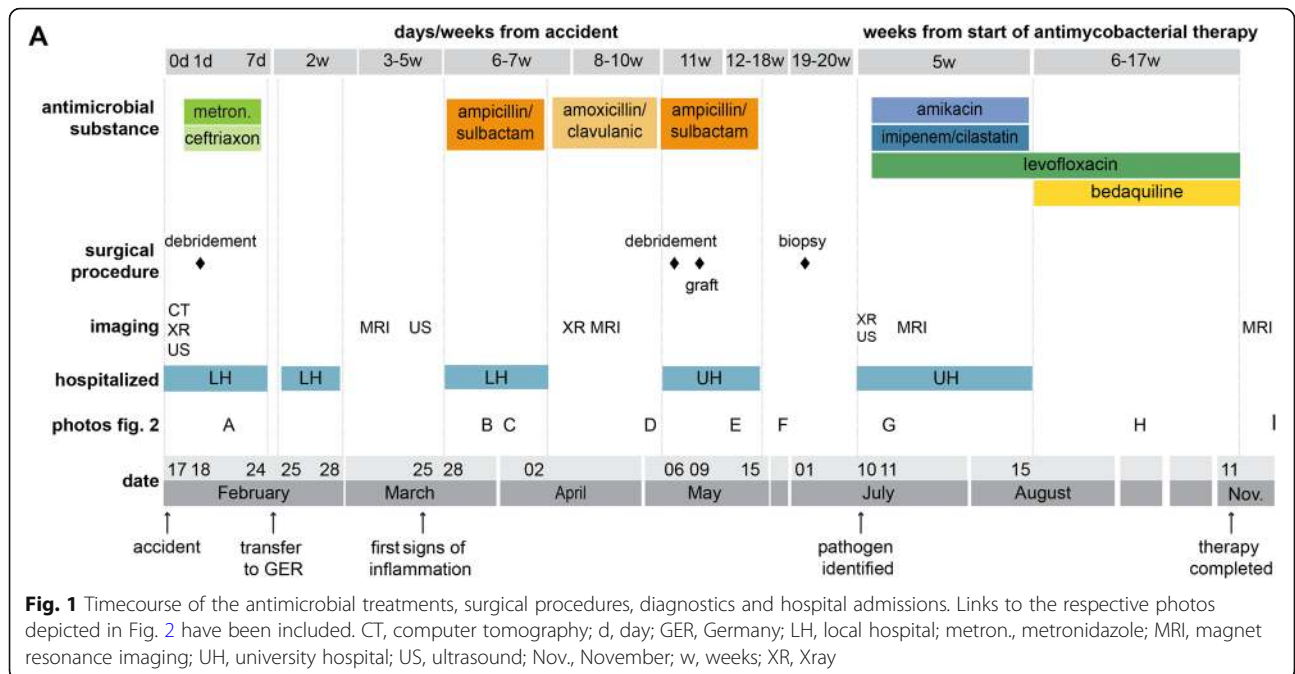 A
days/weeks from accident weeks from start of antimycobacterial therapy
0d 1d 7d 2w 3-5w 6-7w 8-10w 11w 12-18w 19-20w 5w 6-17w
antimicrobial substance
metron. ampicillin/ amoxicillin/ ampicillin/ amikacin
ceftriaxon sulbactam clavulanic sulbactam imipenem/cilastatin
levofloxacin
bedaquiline
surgical procedure
debridement debridement biopsy
graft
imaging
CT
XR MRI US XR MRI XR MRI MRI
US US
hospitalized LH LH LH UH UH
photos fig. 2 A B C D E F G H I
date
17 18 24 25 28 25 28 02 06 09 15 01 10 11 15 11
February March April May July August Nov.
accident transfer to GER first signs of inflammation pathogen identified therapy completed
Fig. 1 Timecourse of the antimicrobial treatments, surgical procedures, diagnostics and hospital admissions. Links to the respective photos
depicted in Fig. 2 have been included. CT, computer tomography; d, day; GER, Germany; LH, local hospital; metron., metronidazole; MRI, magnet
resonance imaging; UH, university hospital; US, ultrasound; Nov., November; w, weeks; XR, Xray